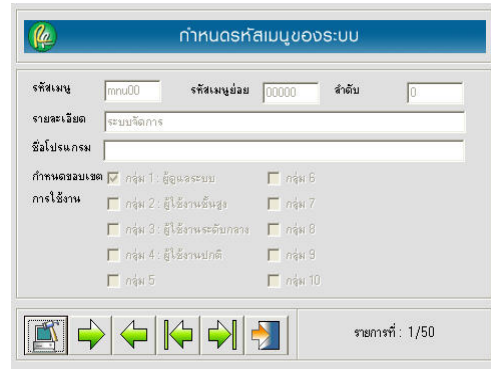 กำหนดรหัสเมนูของระบบ
รหัสเมนู mnu00 รหัสเมนูย่อย 00000 ลำดับ 0
รายละเอียด ระบบจัดการ
ชื่อโปรแกรม
กำหนดขอบเขต กลุ่ม 1 : ผู้ดูแลระบบ กลุ่ม 6
การใช้งาน กลุ่ม 2 : ผู้ใช้งานขั้นสูง กลุ่ม 7
กลุ่ม 3 : ผู้ใช้งานระดับกลาง กลุ่ม 8
กลุ่ม 4 : ผู้ใช้งานปกติ กลุ่ม 9
กลุ่ม 5 กลุ่ม 10
รายการที่ : 1/50